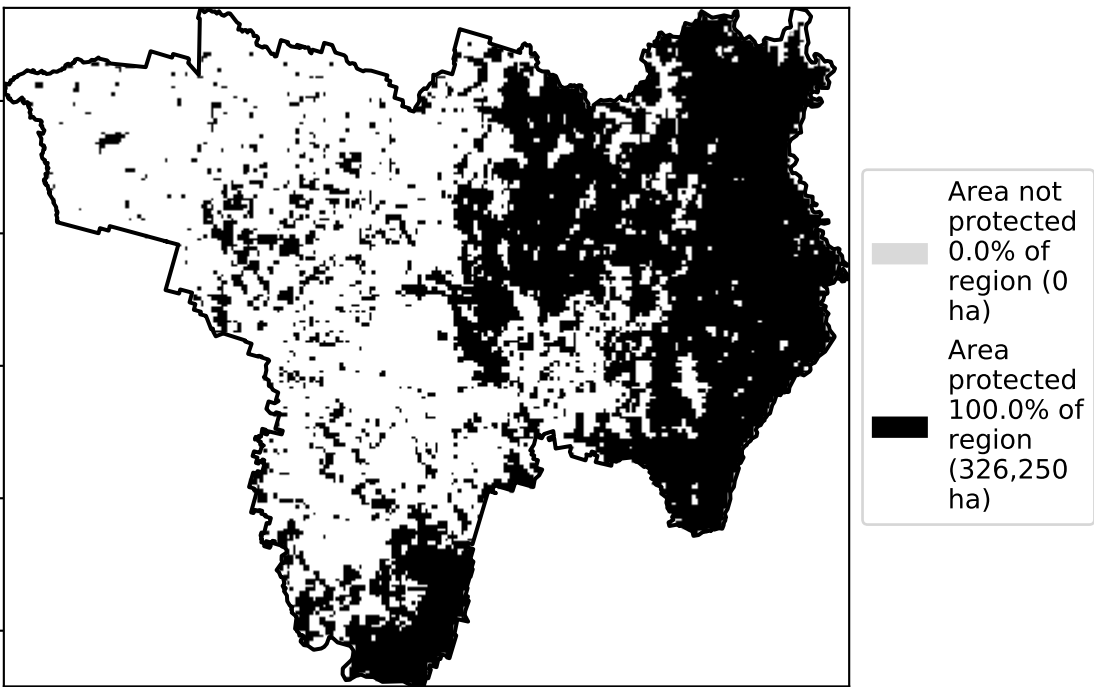 Area not
protected
0.0% of
region (0
ha)
Area
protected
100.0% of
region
(326,250
ha)